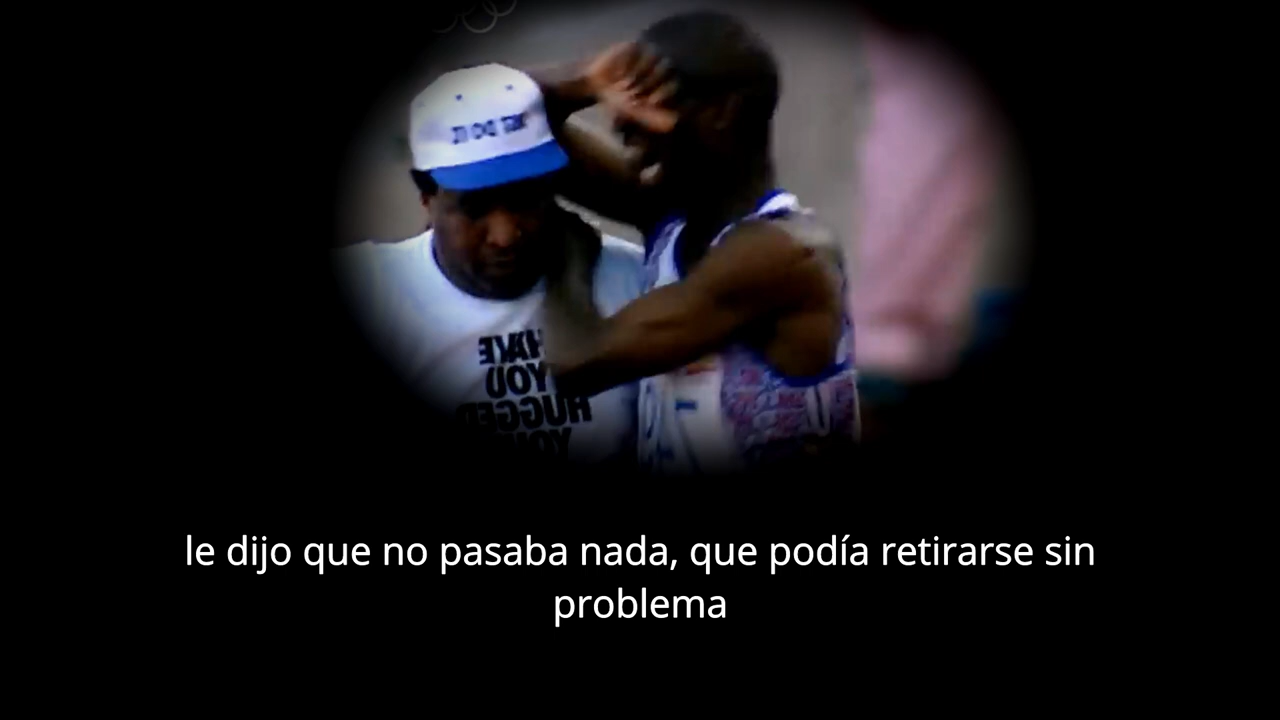 HAVE
YOU
HUGGED
le dijo que no pasaba nada, que podía retirarse sin
problema